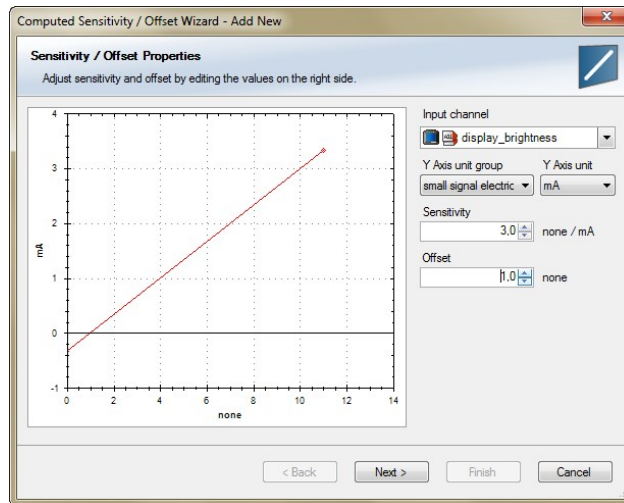 Computed Sensitivity / Offset Wizard - Add New
Sensitivity / Offset Properties
Adjust sensitivity and offset by editing the values on the right side.
4
3
2
1
0
-1
mA
0 2 4 6 8 10 12 14
none
Input channel
display_brightness
Y Axis unit group Y Axis unit
small signal electric mA
Sensitivity
3,0 none / mA
Offset
1,0 none
< Back Next > Finish Cancel